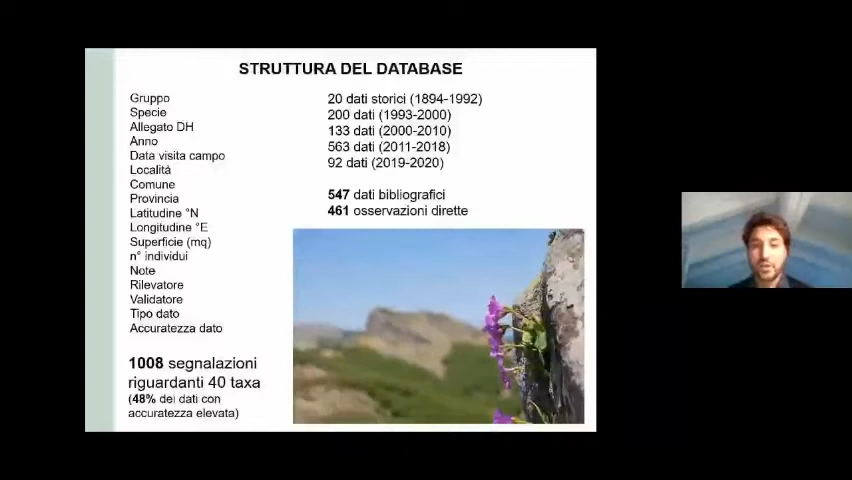 STRUTTURA DEL DATABASE
Gruppo
Specie
Allegato DH
Anno
Data visita campo
Località
Comune
Provincia
Latitudine °N
Longitudine °E
Superficie (mq)
n° individui
Note
Rilevatore
Validatore
Tipo dato
Accuratezza dato
1008 segnalazioni
riguardanti 40 taxa
(48% dei dati con
accuratezza elevata)
20 dati storici (1894-1992)
200 dati (1993-2000)
133 dati (2000-2010)
563 dati (2011-2018)
92 dati (2019-2020)
547 dati bibliografici
461 osservazioni dirette